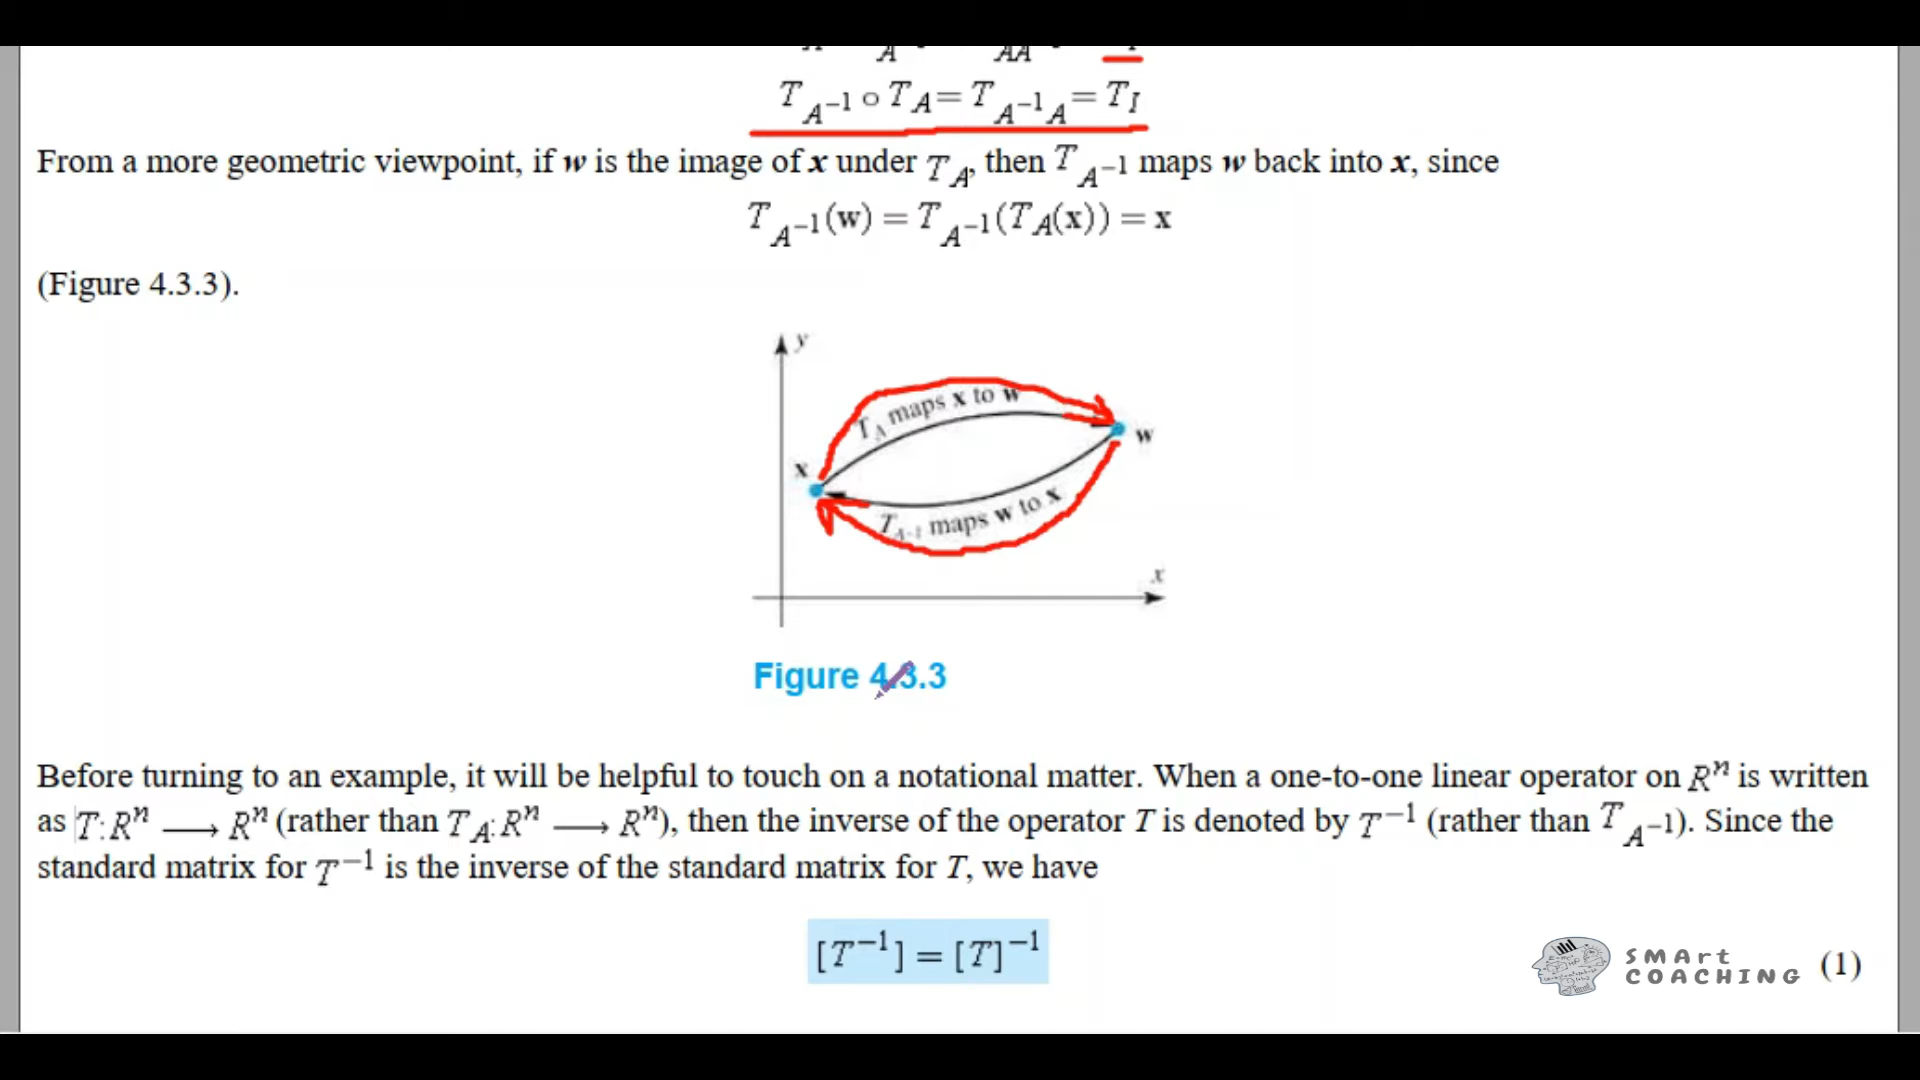 T_{A^{-1}} ∘ T_A = T_{A^{-1}A} = T_I
From a more geometric viewpoint, if w is the image of x under T_A, then T_{A^{-1}} maps w back into x, since
T_{A^{-1}}(w) = T_{A^{-1}}(T_A(x)) = x
(Figure 4.3.3).
y
T_A maps x to w
w
x
T_{A^{-1}} maps w to x
x
Figure 4.3.3
Before turning to an example, it will be helpful to touch on a notational matter. When a one-to-one linear operator on R^n is written
as T: R^n ⟶ R^n (rather than T_A: R^n ⟶ R^n), then the inverse of the operator T is denoted by T^{-1} (rather than T_{A^{-1}}). Since the
standard matrix for T^{-1} is the inverse of the standard matrix for T, we have
[T^{-1}] = [T]^{-1}
(1)
SMArt
COACHING